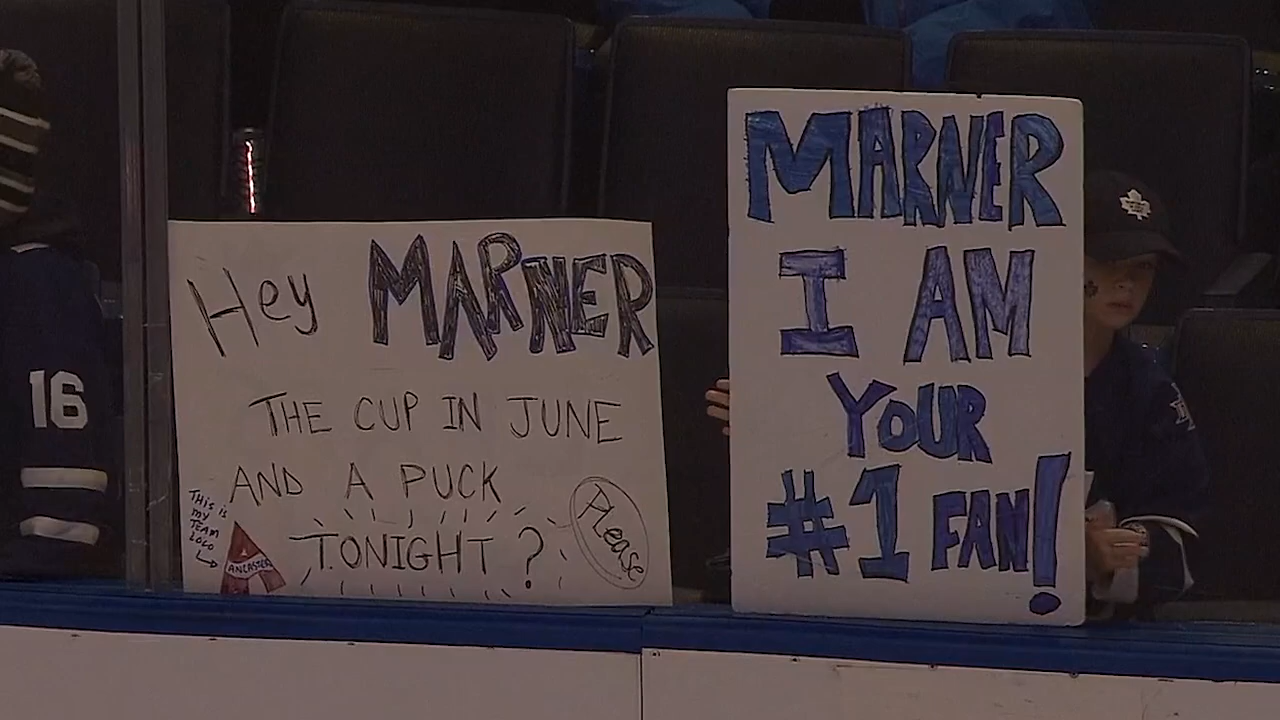 Hey MARNER
THE CUP IN JUNE
AND A PUCK
TONIGHT ?
Please
THIS IS
MY
TEAM
LOGO
ANCASTER
MARNER
I AM
YOUR
#1 FAN!
16